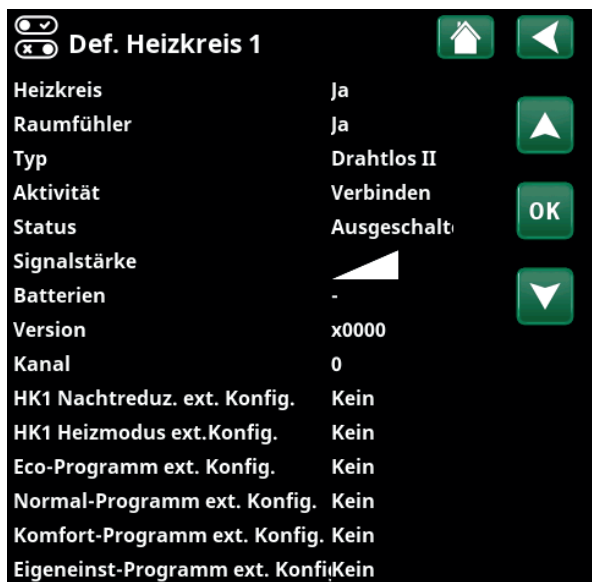 Def. Heizkreis 1
Heizkreis Ja
Raumfühler Ja
Typ Drahtlos II
Aktivität Verbinden
Status Ausgeschalt
OK
Signalstärke
Batterien -
Version x0000
Kanal 0
HK1 Nachtreduz. ext. Konfig. Kein
HK1 Heizmodus ext.Konfig. Kein
Eco-Programm ext. Konfig. Kein
Normal-Programm ext. Konfig. Kein
Komfort-Programm ext. Konfig. Kein
Eigeneinst-Programm ext. Konfi Kein